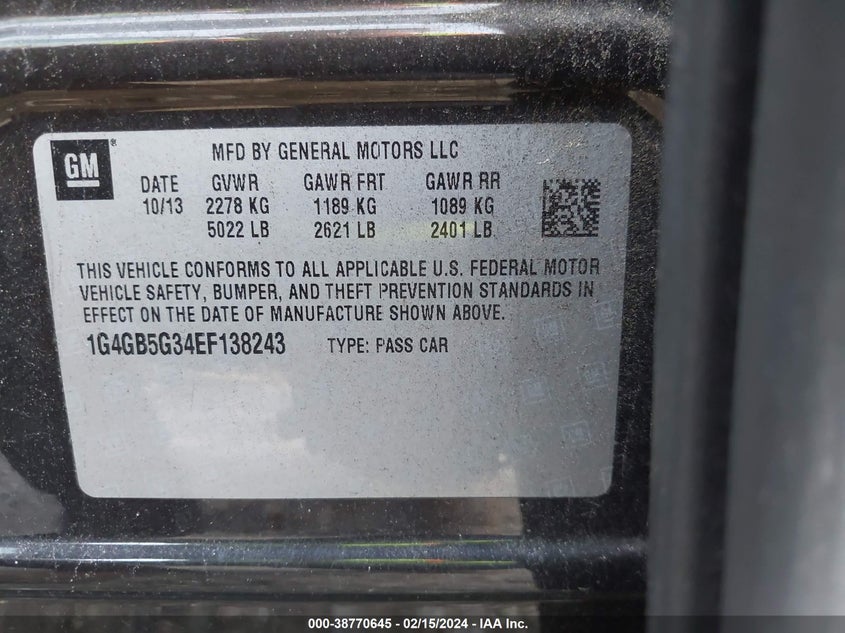 GM ® MFD BY GENERAL MOTORS LLC
DATE GVWR GAWR FRT GAWR RR
10/13 2278 KG 1189 KG 1089 KG
5022 LB 2621 LB 2401 LB
THIS VEHICLE CONFORMS TO ALL APPLICABLE U.S. FEDERAL MOTOR
VEHICLE SAFETY, BUMPER, AND THEFT PREVENTION STANDARDS IN
EFFECT ON THE DATE OF MANUFACTURE SHOWN ABOVE.
1G4GB5G34EF138243 TYPE: PASS CAR
000-38770645 - 02/15/2024 - IAA Inc.